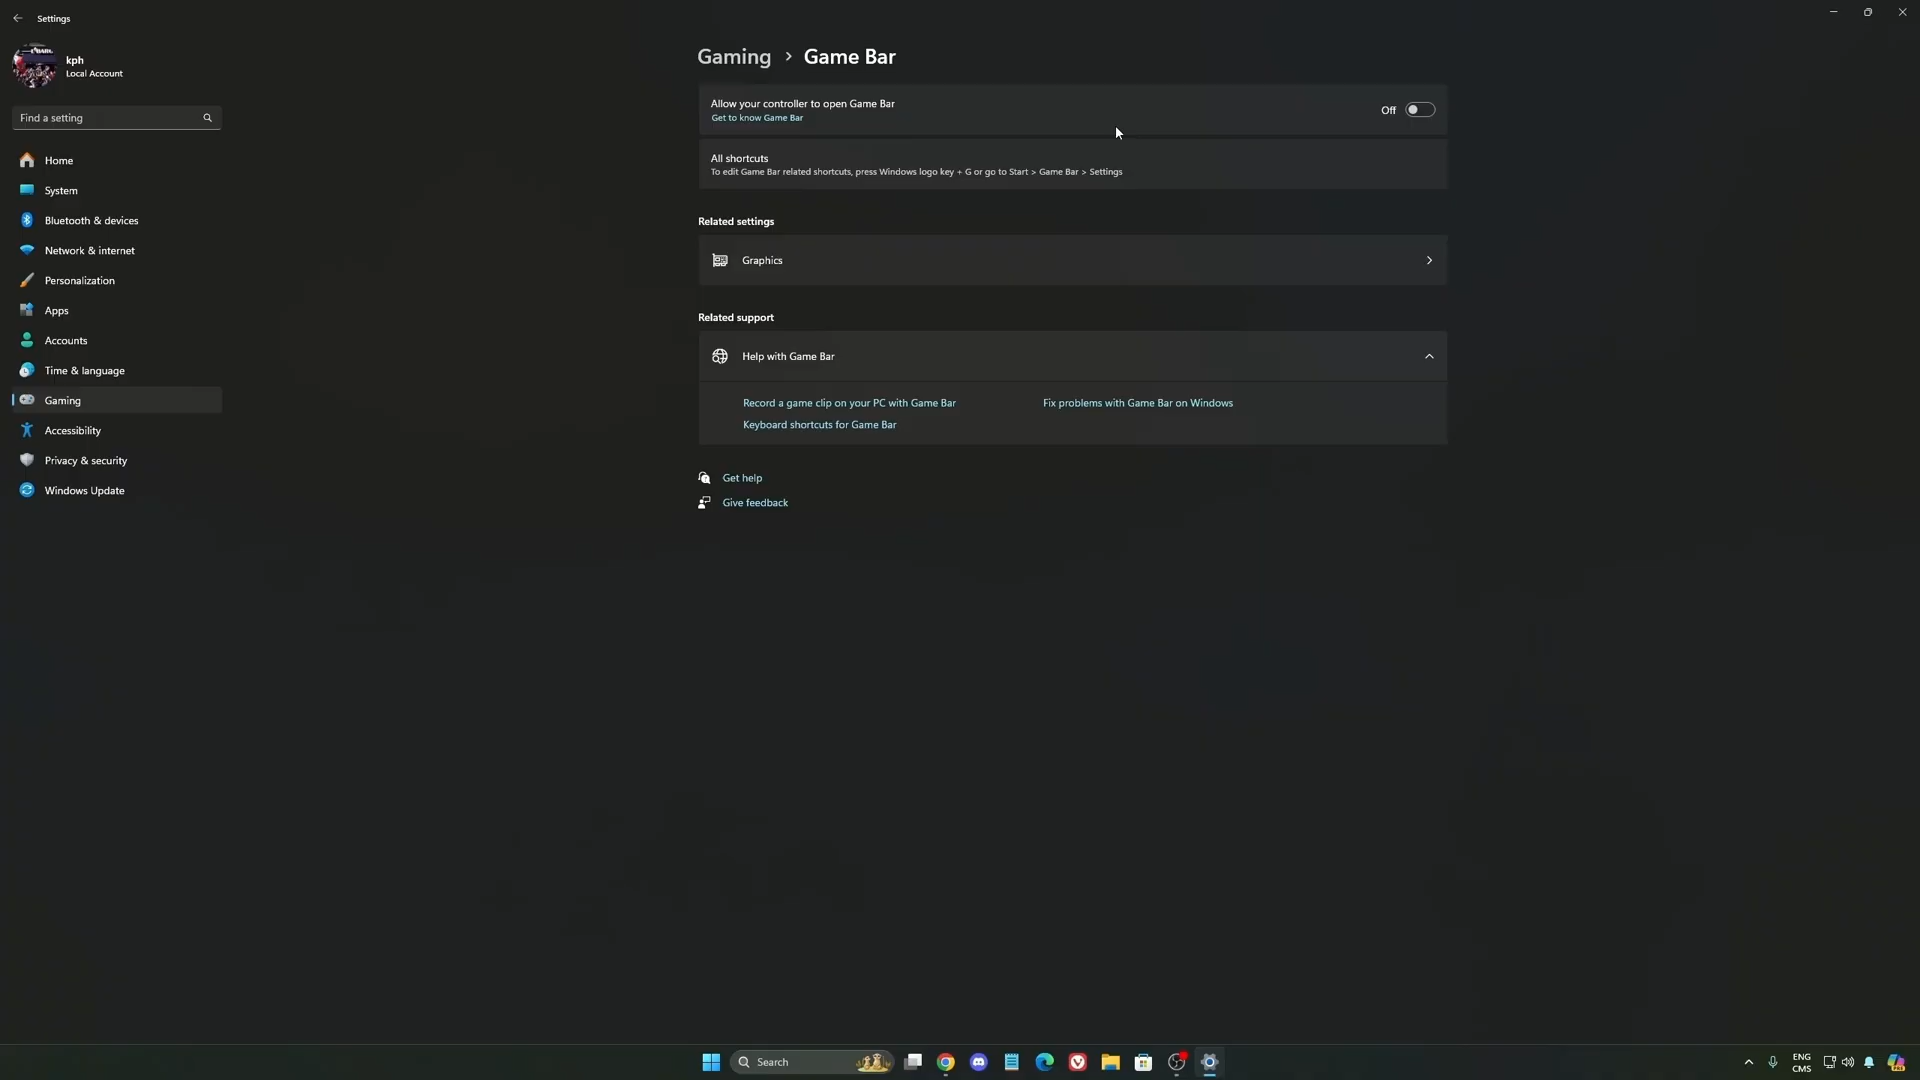 Settings
kph
Local Account
Find a setting
Home
System
Bluetooth & devices
Network & internet
Personalization
Apps
Accounts
Time & language
Gaming
Accessibility
Privacy & security
Windows Update
Gaming > Game Bar
Allow your controller to open Game Bar
Get to know Game Bar
Off
All shortcuts
To edit Game Bar related shortcuts, press Windows logo key + G or go to Start > Game Bar > Settings
Related settings
Graphics
Related support
Help with Game Bar
Record a game clip on your PC with Game Bar
Fix problems with Game Bar on Windows
Keyboard shortcuts for Game Bar
Get help
Give feedback
Search
ENG
CMS